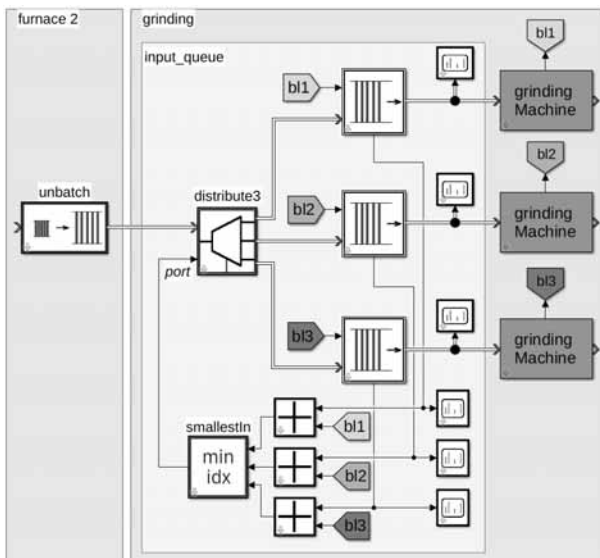 furnace 2
grinding
input_queue
bl1
bl1
grinding
Machine
unbatch
distribute3
bl2
bl2
grinding
Machine
port
bl3
bl3
grinding
Machine
smallestIn
min
idx
bl1
bl2
bl3